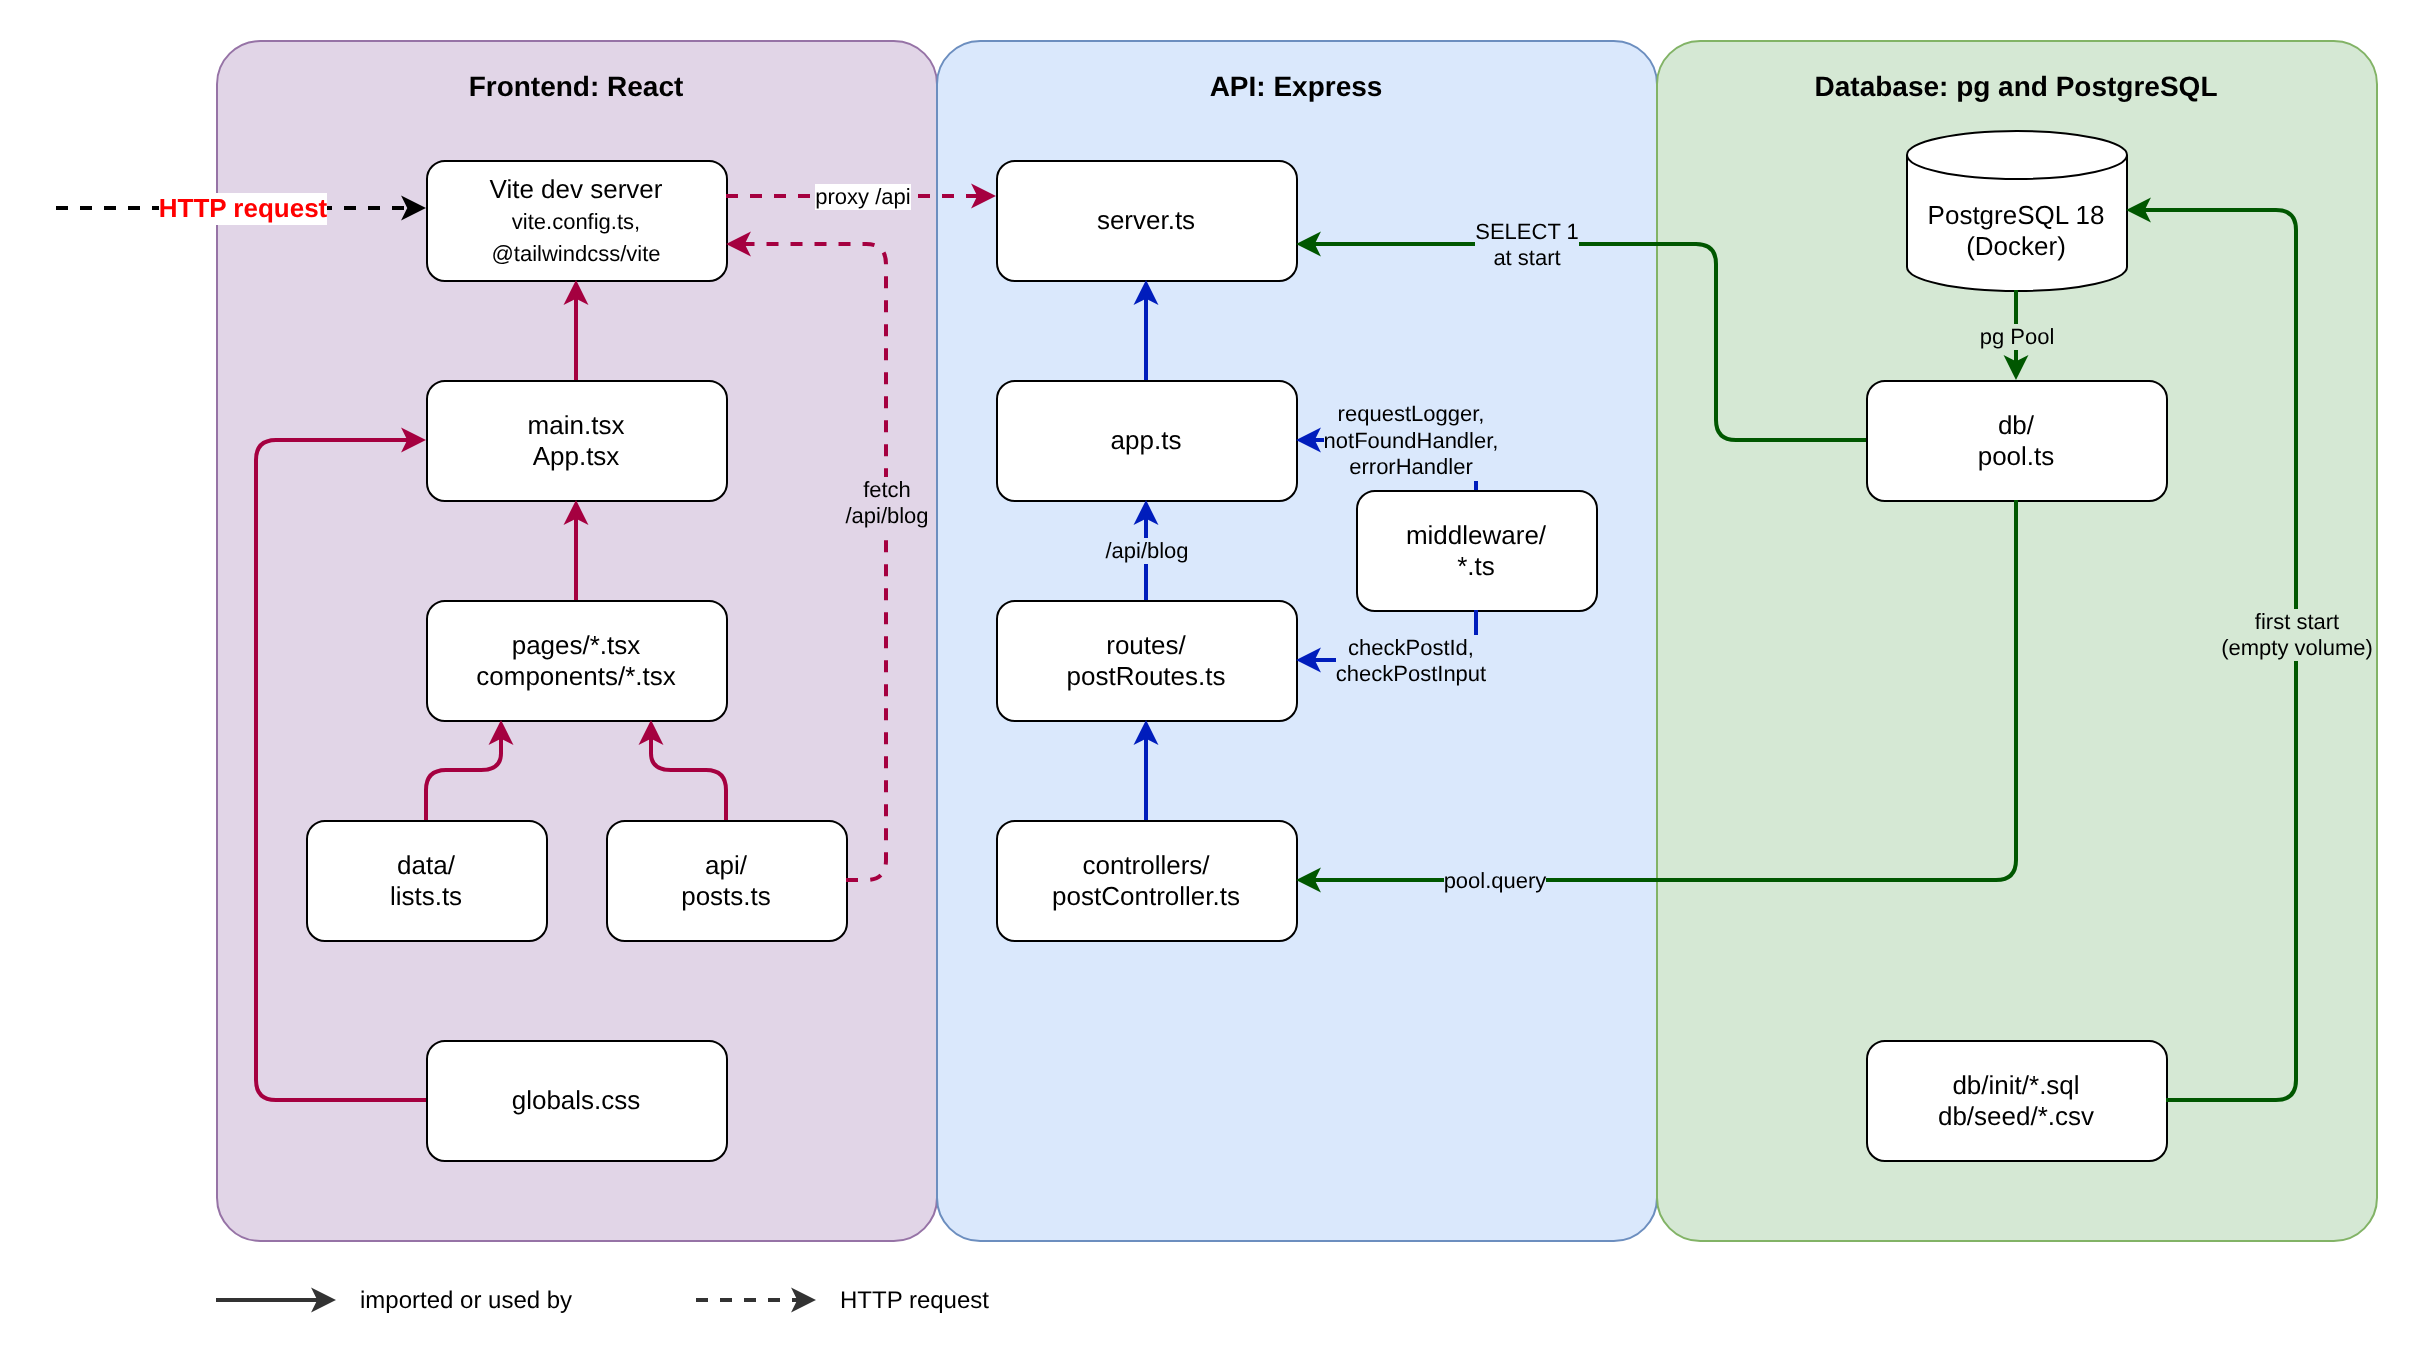 Frontend: React
API: Express
Database: pg and PostgreSQL
HTTP request
Vite dev server
vite.config.ts,
@tailwindcss/vite
proxy /api
server.ts
SELECT 1
at start
PostgreSQL 18
(Docker)
pg Pool
main.tsx
App.tsx
fetch
/api/blog
app.ts
requestLogger,
notFoundHandler,
errorHandler
db/
pool.ts
/api/blog
middleware/
*.ts
pages/*.tsx
components/*.tsx
routes/
postRoutes.ts
checkPostId,
checkPostInput
first start
(empty volume)
data/
lists.ts
api/
posts.ts
controllers/
postController.ts
pool.query
globals.css
db/init/*.sql
db/seed/*.csv
imported or used by
HTTP request